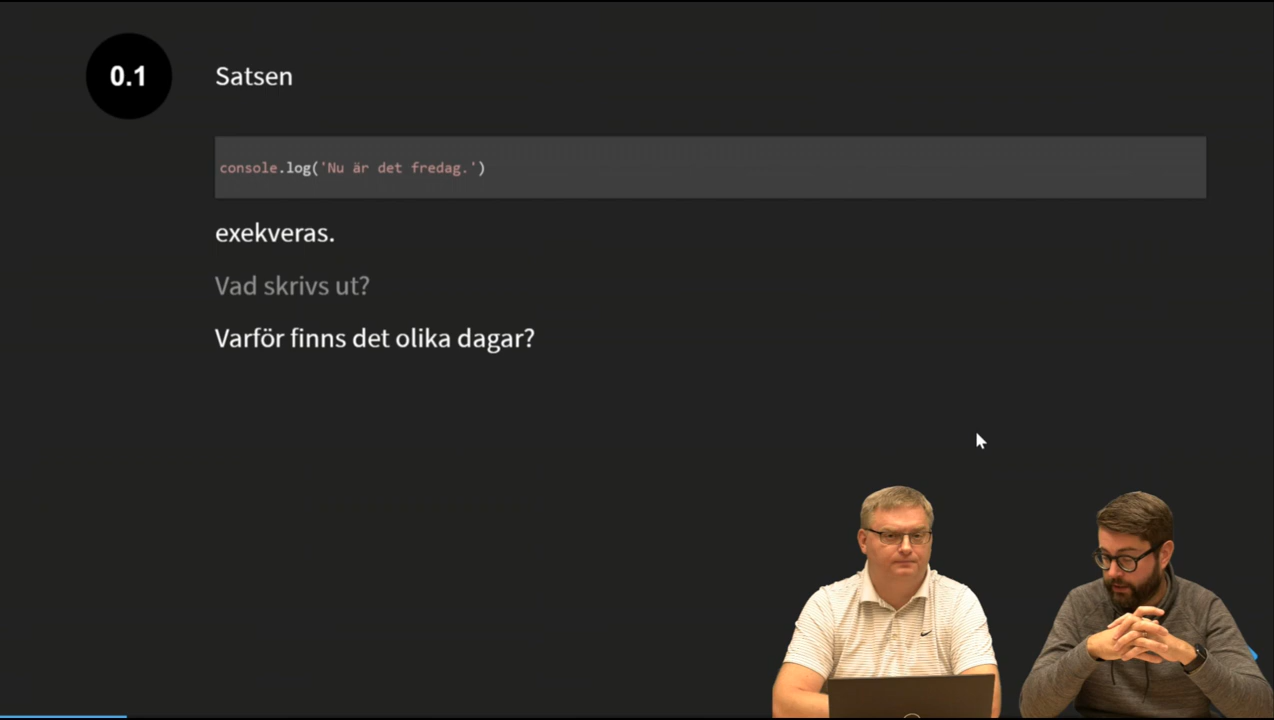 0.1
Satsen
console.log('Nu är det fredag.')
exekveras.
Vad skrivs ut?
Varför finns det olika dagar?